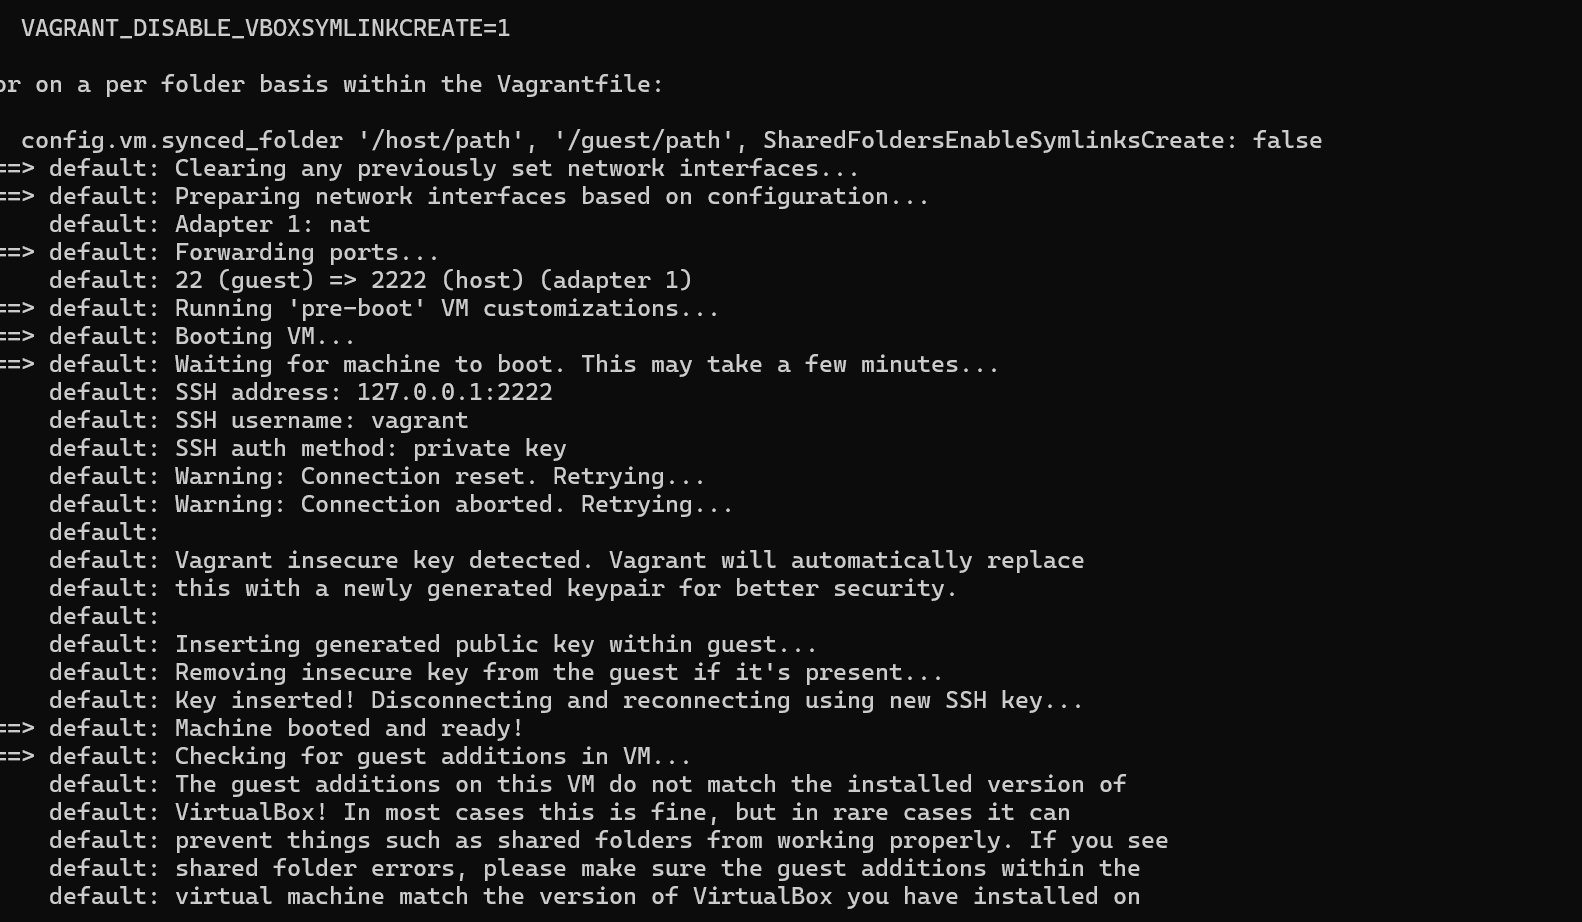 VAGRANT_DISABLE_VBOXSYMLINKCREATE=1
or on a per folder basis within the Vagrantfile:
config.vm.synced_folder '/host/path', '/guest/path', SharedFoldersEnableSymlinksCreate: false
==> default: Clearing any previously set network interfaces...
==> default: Preparing network interfaces based on configuration...
default: Adapter 1: nat
==> default: Forwarding ports...
default: 22 (guest) => 2222 (host) (adapter 1)
==> default: Running 'pre-boot' VM customizations...
==> default: Booting VM...
==> default: Waiting for machine to boot. This may take a few minutes...
default: SSH address: 127.0.0.1:2222
default: SSH username: vagrant
default: SSH auth method: private key
default: Warning: Connection reset. Retrying...
default: Warning: Connection aborted. Retrying...
default:
default: Vagrant insecure key detected. Vagrant will automatically replace
default: this with a newly generated keypair for better security.
default:
default: Inserting generated public key within guest...
default: Removing insecure key from the guest if it's present...
default: Key inserted! Disconnecting and reconnecting using new SSH key...
==> default: Machine booted and ready!
==> default: Checking for guest additions in VM...
default: The guest additions on this VM do not match the installed version of
default: VirtualBox! In most cases this is fine, but in rare cases it can
default: prevent things such as shared folders from working properly. If you see
default: shared folder errors, please make sure the guest additions within the
default: virtual machine match the version of VirtualBox you have installed on